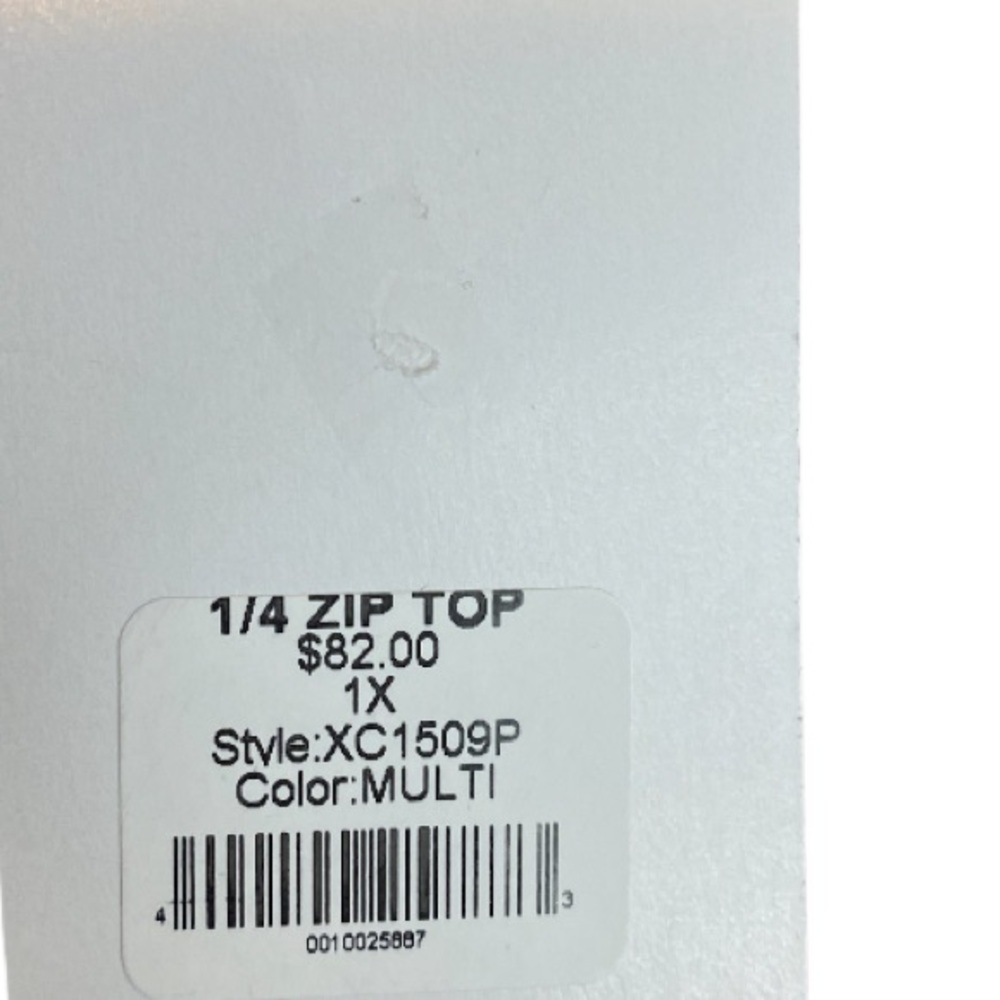 1/4 ZIP TOP
$82.00
1X
Style:XC1509P
Color:MULTI
4 3
0010025887